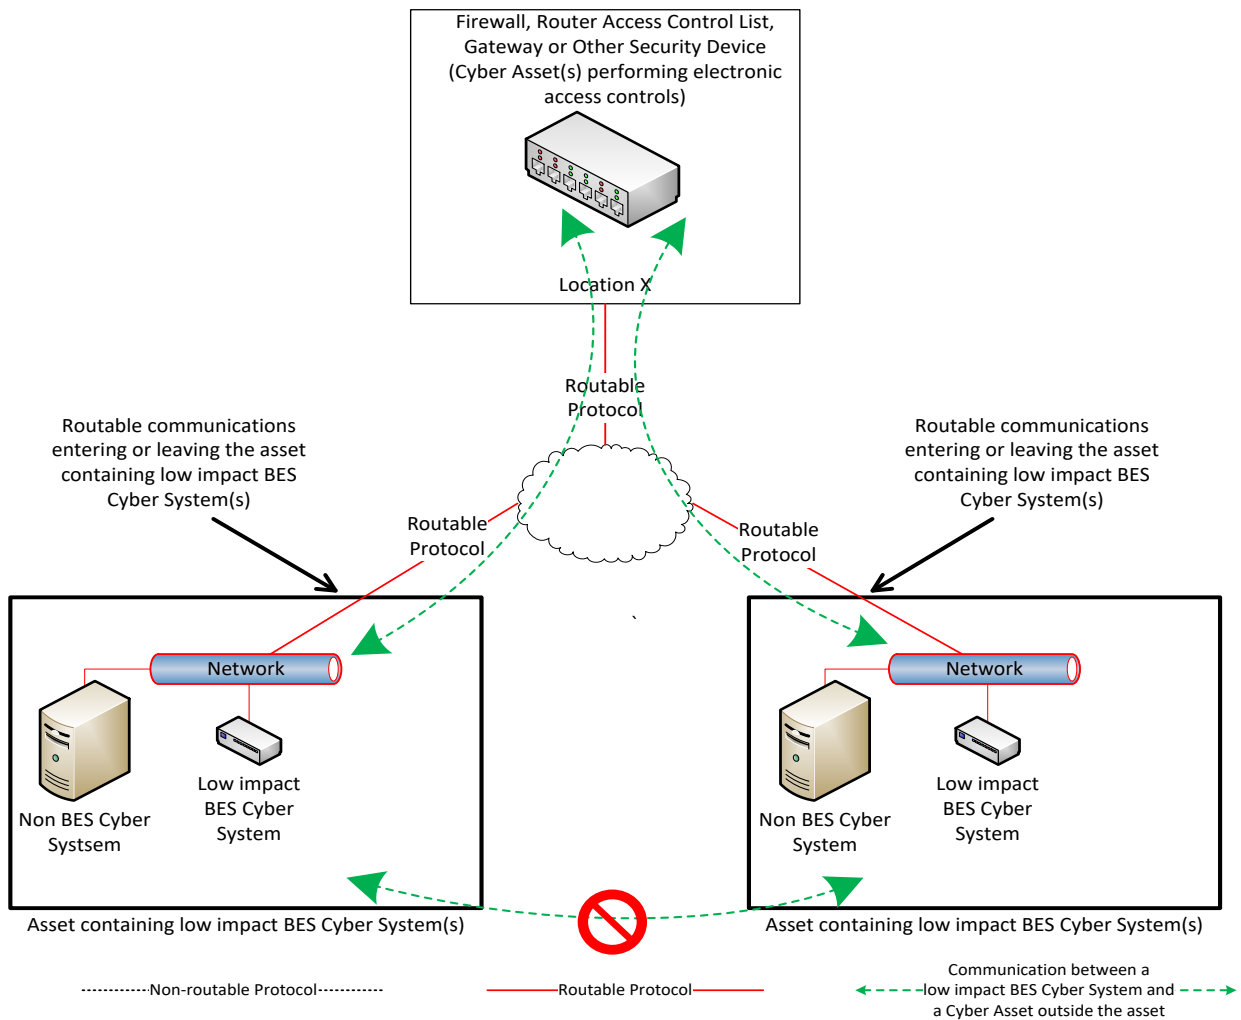 Firewall, Router Access Control List,
Gateway or Other Security Device
(Cyber Asset(s) performing electronic
access controls)
Location X
Routable
Protocol
Routable communications
entering or leaving the asset
containing low impact BES
Cyber System(s)
Routable communications
entering or leaving the asset
containing low impact BES
Cyber System(s)
Routable
Protocol
Routable
Protocol
`
Network
Non BES Cyber
Systsem
Low impact
BES Cyber
System
Network
Non BES Cyber
System
Low impact
BES Cyber
System
Asset containing low impact BES Cyber System(s)
Asset containing low impact BES Cyber System(s)
Non-routable Protocol
Routable Protocol
Communication between a
low impact BES Cyber System and
a Cyber Asset outside the asset